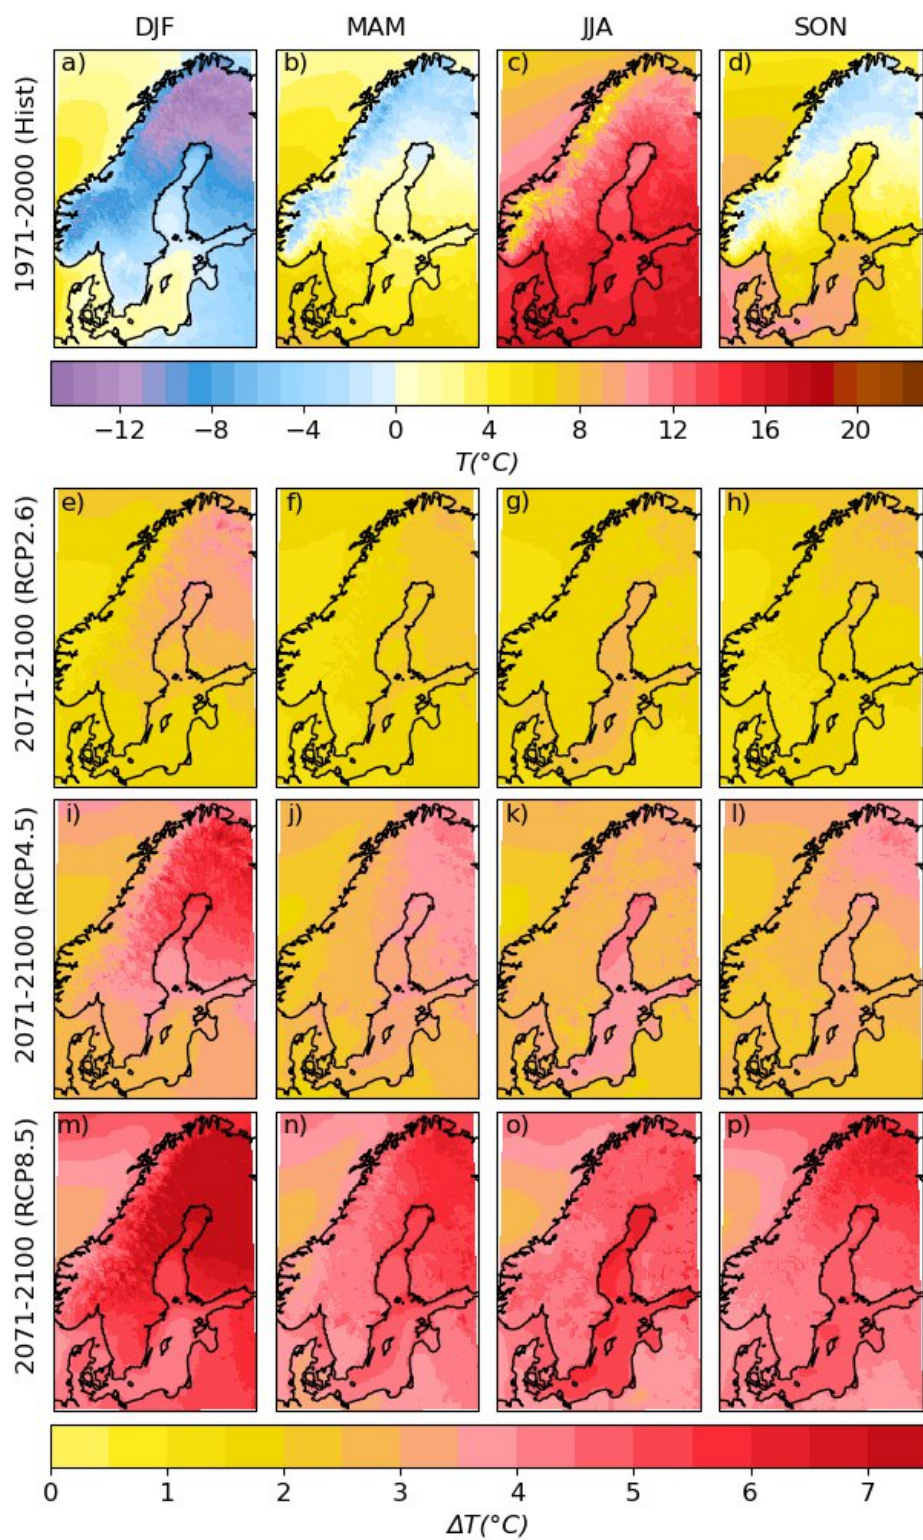 DJF MAM JJA SON
1971-2000 (Hist)
a) b) c) d)
−12 −8 −4 0 4 8 12 16 20
T(°C)
2071-2100 (RCP2.6)
e) f) g) h)
2071-2100 (RCP4.5)
i) j) k) l)
2071-2100 (RCP8.5)
m) n) o) p)
0 1 2 3 4 5 6 7
ΔT(°C)